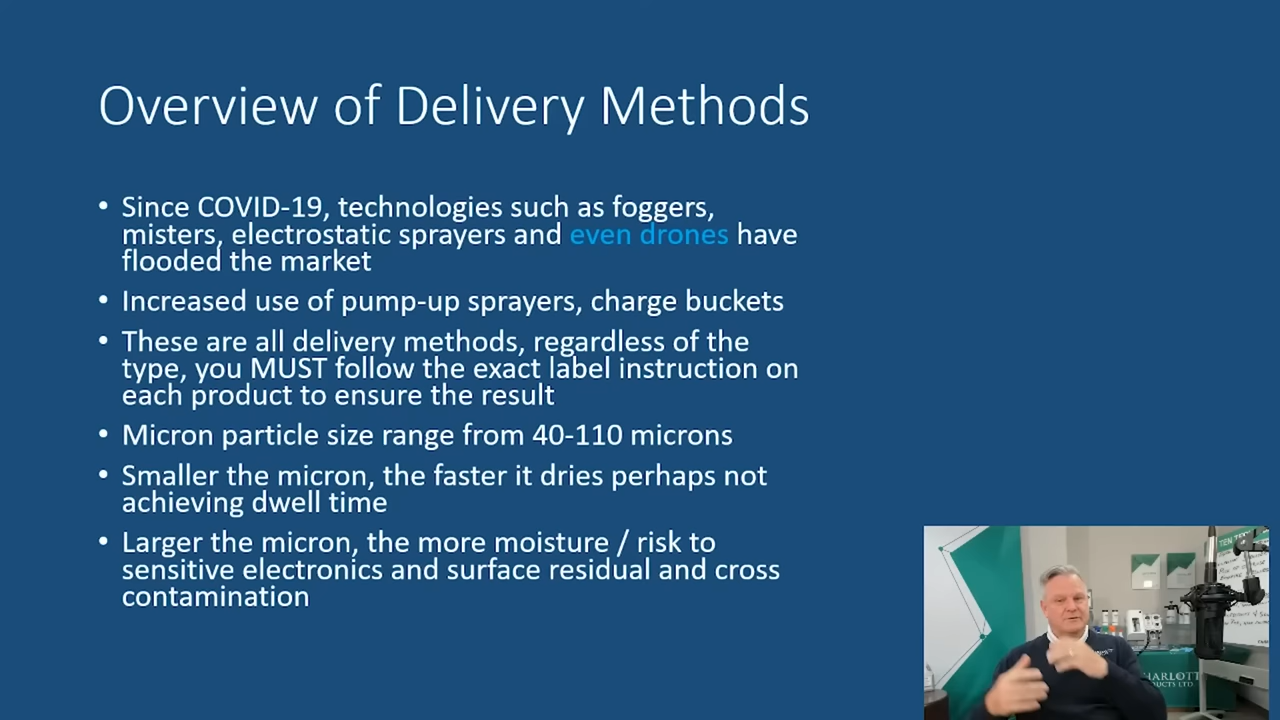 Overview of Delivery Methods
• Since COVID-19, technologies such as foggers,
misters, electrostatic sprayers and even drones have
flooded the market
• Increased use of pump-up sprayers, charge buckets
• These are all delivery methods, regardless of the
type, you MUST follow the exact label instruction on
each product to ensure the result
• Micron particle size range from 40-110 microns
• Smaller the micron, the faster it dries perhaps not
achieving dwell time
• Larger the micron, the more moisture / risk to
sensitive electronics and surface residual and cross
contamination
TEN TEN